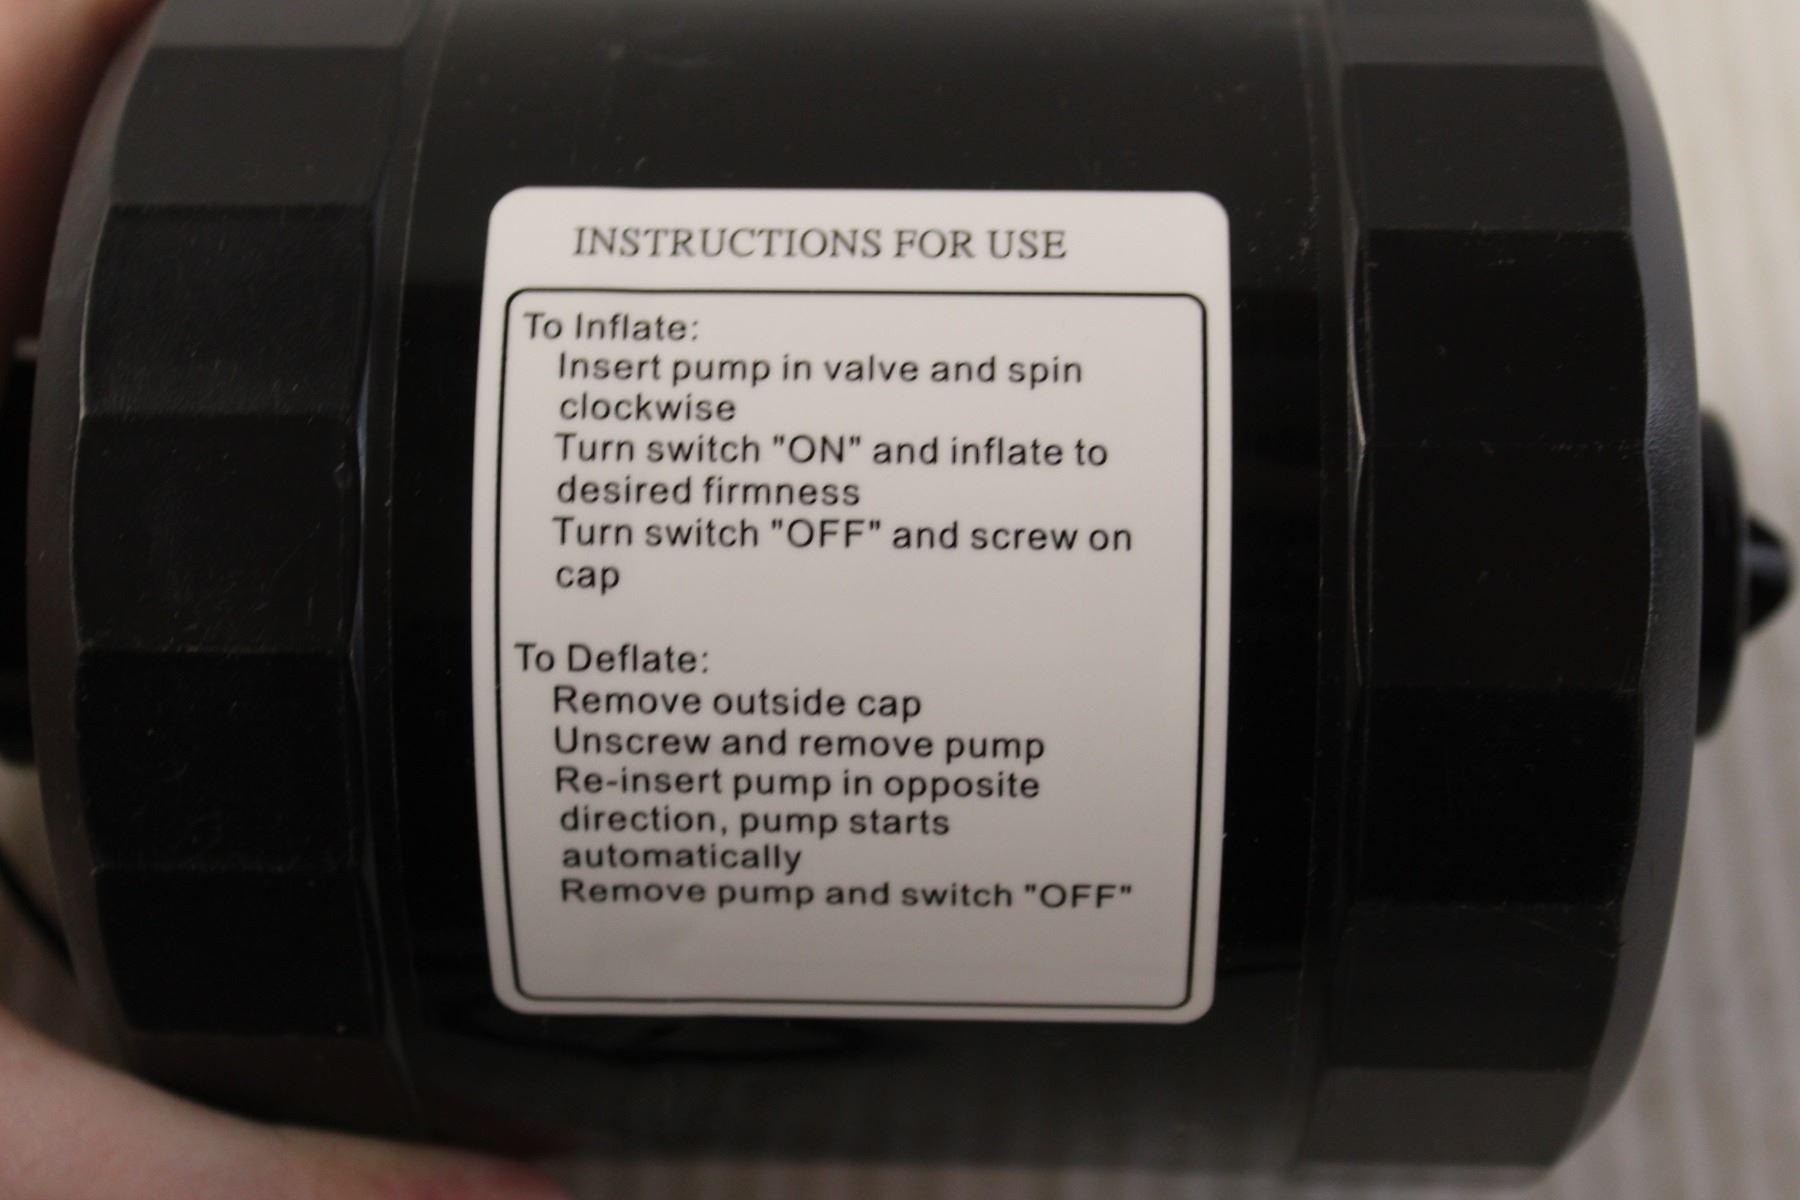 INSTRUCTIONS FOR USE
To Inflate:
Insert pump in valve and spin
clockwise
Turn switch "ON" and inflate to
desired firmness
Turn switch "OFF" and screw on
cap
To Deflate:
Remove outside cap
Unscrew and remove pump
Re-insert pump in opposite
direction, pump starts
automatically
Remove pump and switch "OFF"